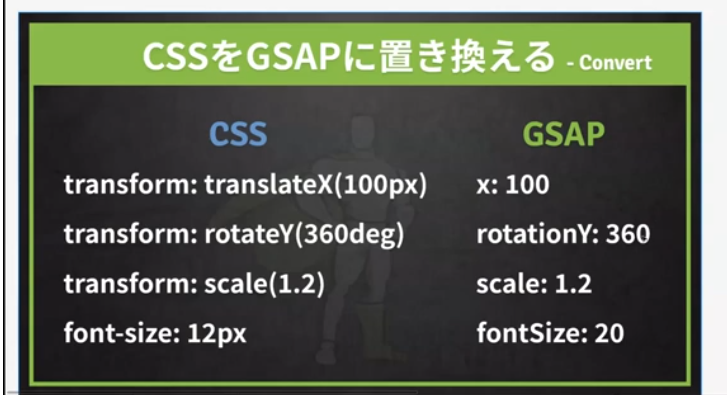 CSSをGSAPに置き換える - Convert
CSS GSAP
transform: translateX(100px) x: 100
transform: rotateY(360deg) rotationY: 360
transform: scale(1.2) scale: 1.2
font-size: 12px fontSize: 20